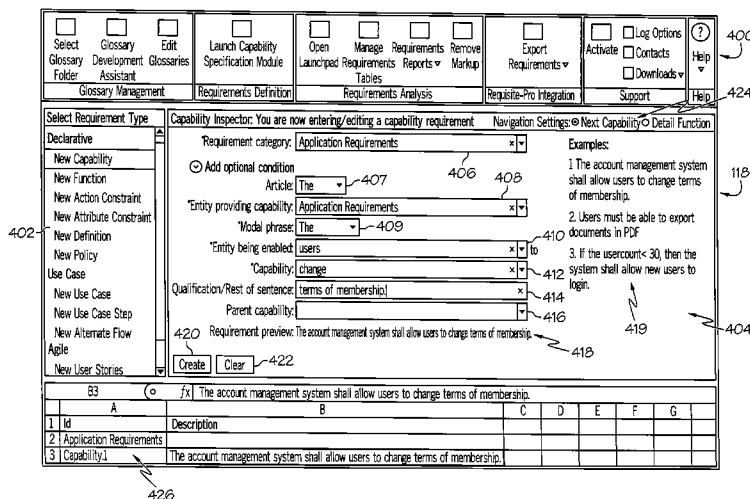 Select Glossary Folder
Glossary Development Assistant
Edit Glossaries
Glossary Management
Launch Capability Specification Module
Requirements Definition
Open Launchpad
Manage Requirements Tables
Requirements Reports
Remove Markup
Requirements Analysis
Export Requirements
Requisite-Pro Integration
Activate
Log Options
Contacts
Downloads
Support
?
Help
Help
400
424
Select Requirement Type
Declarative
New Capability
New Function
New Action Constraint
New Attribute Constraint
New Definition
New Policy
Use Case
New Use Case
New Use Case Step
New Alternate Flow
Agile
New User Stories
402
Capability Inspector: You are now entering/editing a capability requirement
Navigation Settings: Next Capability Detail Function
*Requirement category: Application Requirements x
406
Add optional condition
Article: The 407
408
*Entity providing capability: Application Requirements x
*Modal phrase: The 409
*Entity being enabled: users x to 410
*Capability: change x 412
Qualification/Rest of sentence: terms of membership. x 414
Parent capability: 416
Requirement preview: The account management system shall allow users to change terms of membership. 418
420
Create Clear 422
Examples:
1 The account management system
shall allow users to change terms
of membership.
2. Users must be able to export
documents in PDF
3. If the usercount< 30, then the
system shall allow new users to
login.
419
118
404
B3 fx The account management system shall allow users to change terms of membership.
A B C D E F G
1 Id Description
2 Application Requirements
3 Capability.1 The account management system shall allow users to change terms of membership.
426